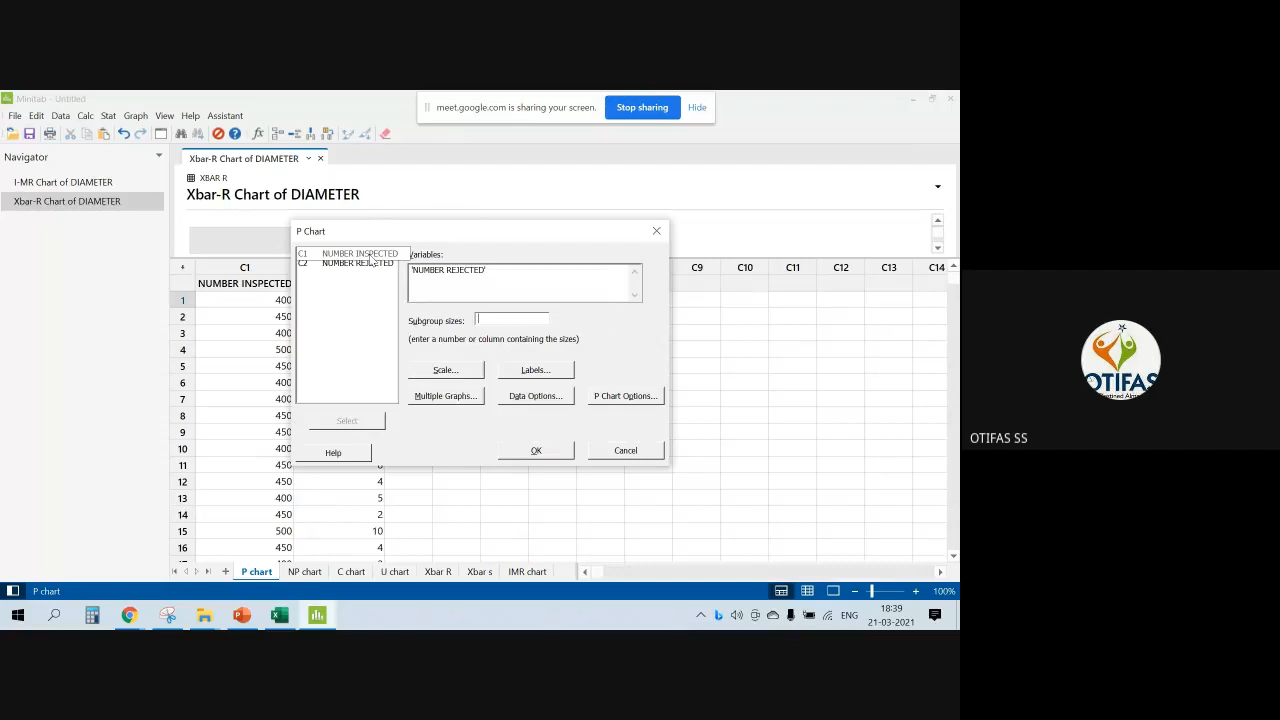 Minitab - Untitled
meet.google.com is sharing your screen.
Stop sharing
Hide
File Edit Data Calc Stat Graph View Help Assistant
Navigator
I-MR Chart of DIAMETER
Xbar-R Chart of DIAMETER
Xbar-R Chart of DIAMETER
XBAR R
Xbar-R Chart of DIAMETER
P Chart
C1 NUMBER INSPECTED
C2 NUMBER REJECTED
Variables:
'NUMBER REJECTED'
Subgroup sizes:
(enter a number or column containing the sizes)
Scale...
Labels...
Multiple Graphs...
Data Options...
P Chart Options...
Select
Help
OK
Cancel
C1 C9 C10 C11 C12 C13 C14
NUMBER INSPECTED
1 400
2 450
3 400
4 500
5 450
6 400
7 400
8 450
9 450
10 400
11 450
12 450 4
13 400 5
14 450 2
15 500 10
16 450 4
P chart NP chart C chart U chart Xbar R Xbar s IMR chart
P chart
100%
ENG
18:39
21-03-2021
OTIFAS
OTIFAS SS